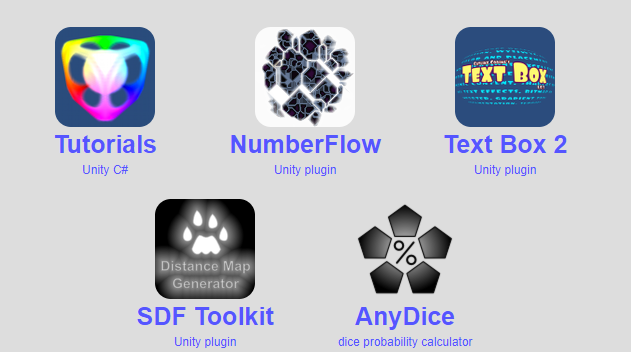 TEXT BOX
Tutorials
NumberFlow
Text Box 2
Unity C#
Unity plugin
Unity plugin
Distance Map
Generator
%
SDF Toolkit
AnyDice
Unity plugin
dice probability calculator